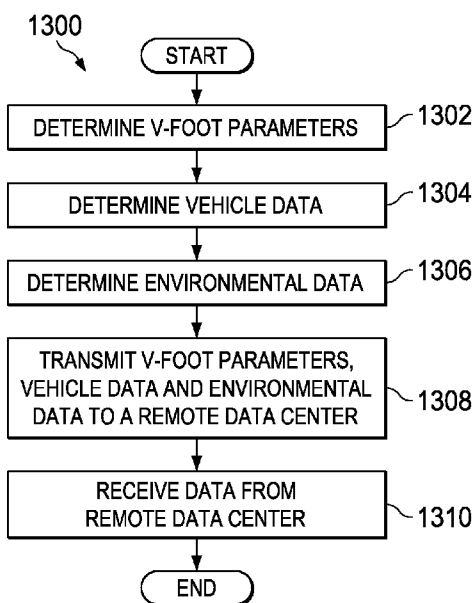 1300
START
DETERMINE V-FOOT PARAMETERS
1302
DETERMINE VEHICLE DATA
1304
DETERMINE ENVIRONMENTAL DATA
1306
TRANSMIT V-FOOT PARAMETERS,
VEHICLE DATA AND ENVIRONMENTAL
DATA TO A REMOTE DATA CENTER
1308
RECEIVE DATA FROM
REMOTE DATA CENTER
1310
END